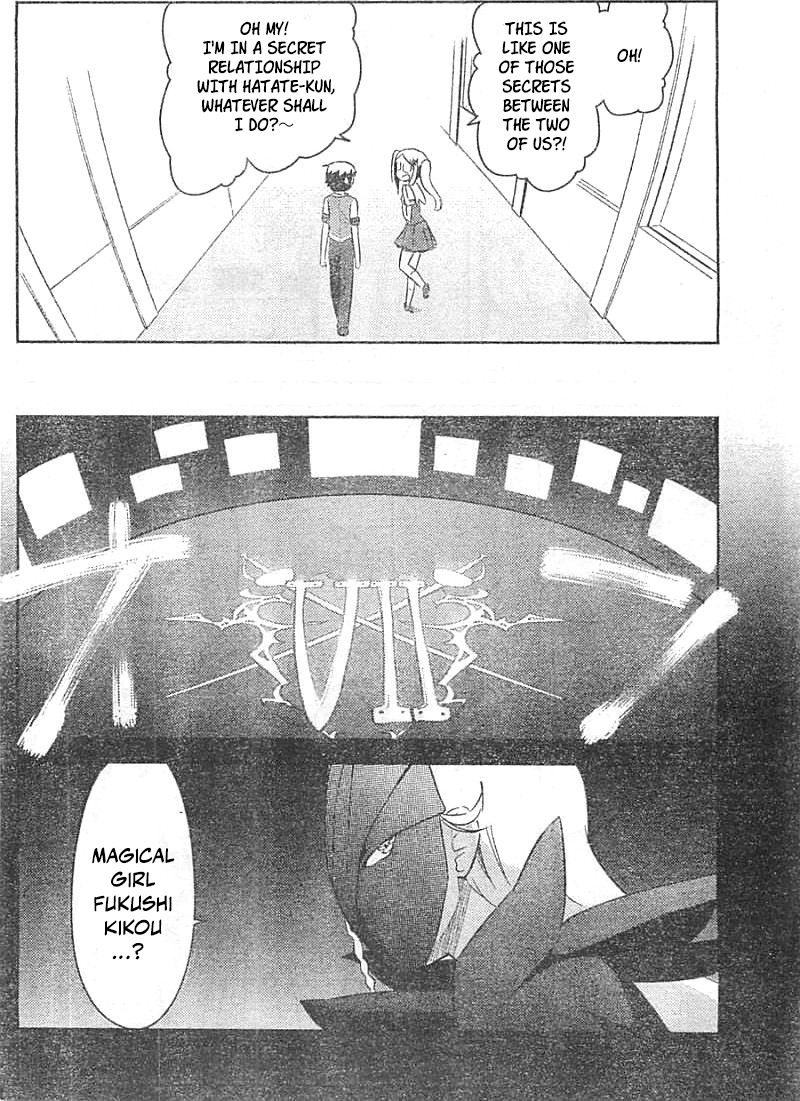 OH!
THIS IS
LIKE ONE
OF THOSE
SECRETS
BETWEEN
THE TWO
OF US?!
OH MY!
I'M IN A SECRET
RELATIONSHIP
WITH HATATE-KUN,
WHATEVER SHALL
I DO?~
VII
MAGICAL
GIRL
FUKUSHI
KIKOU
...?